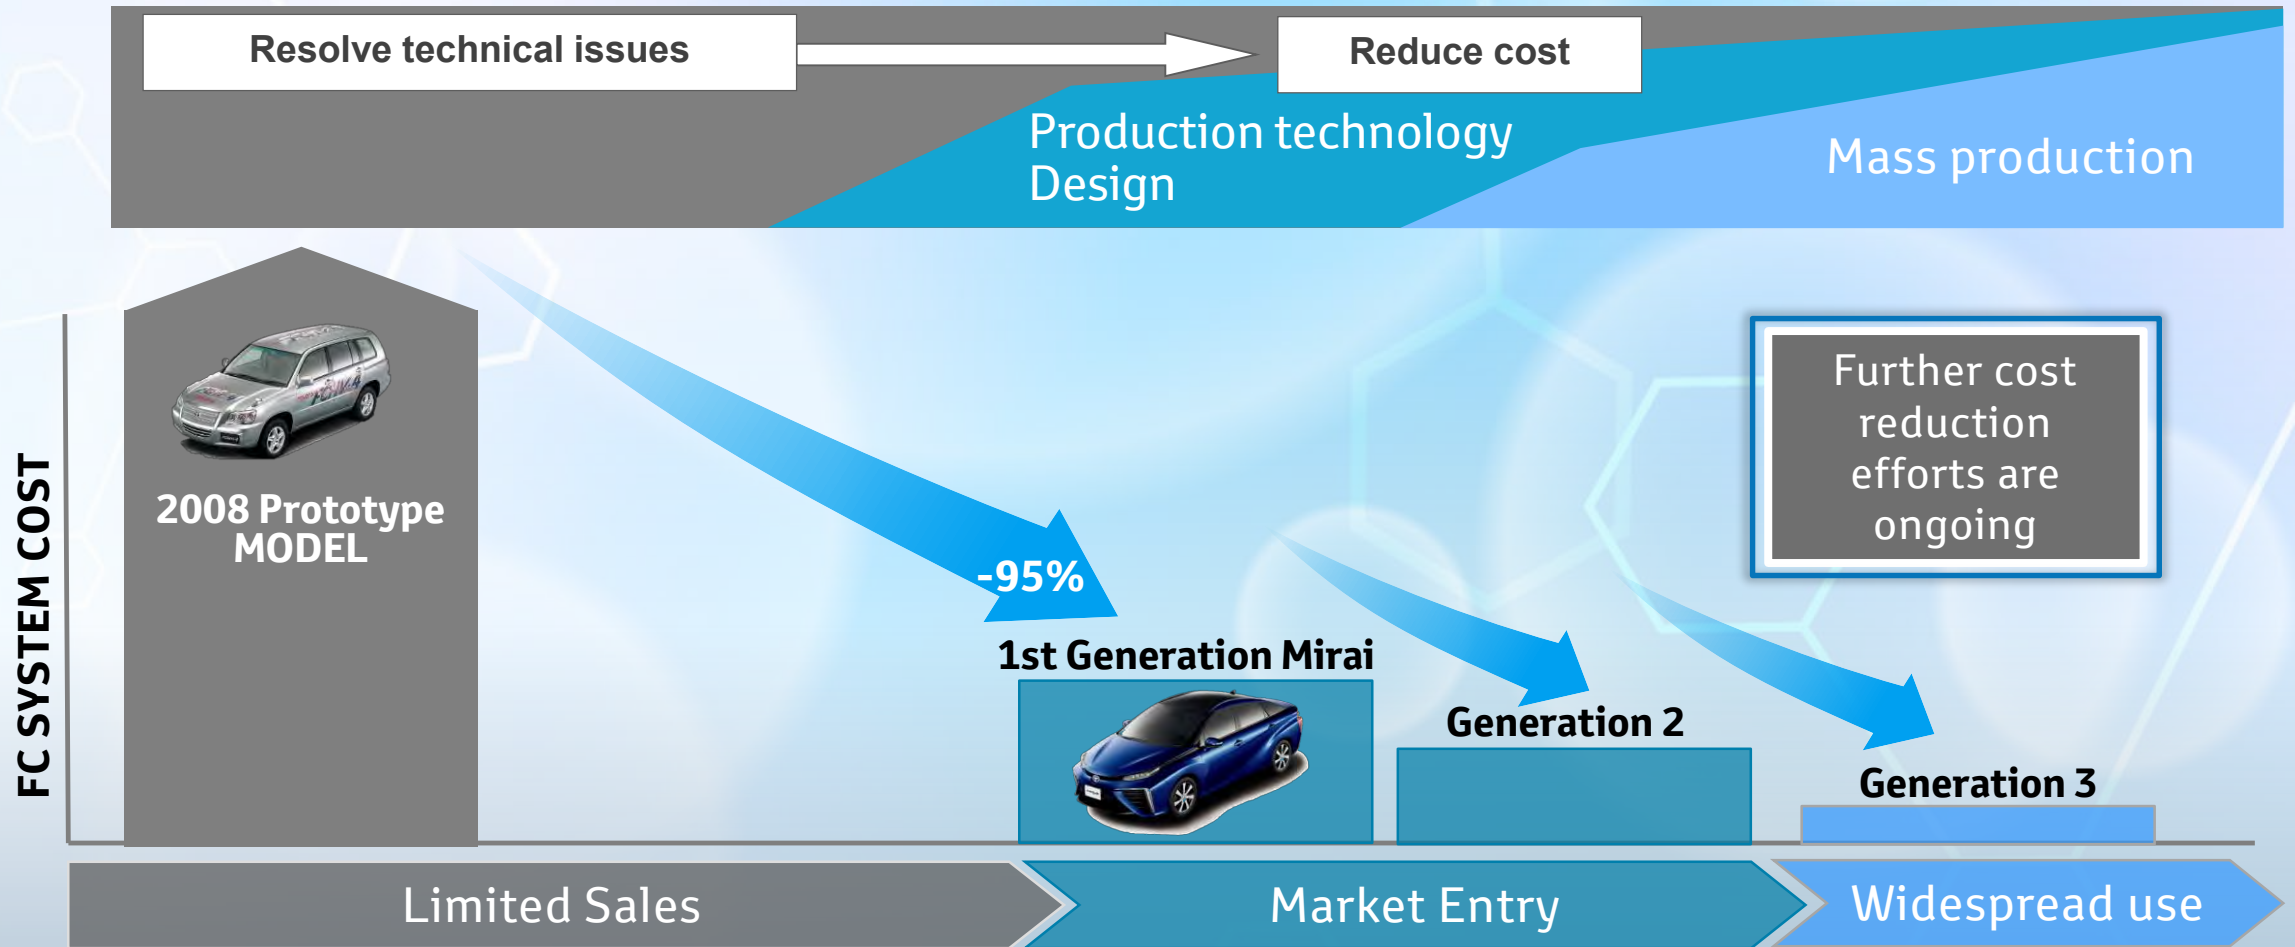 Resolve technical issues
Reduce cost
Production technology
Design
Mass production
FC SYSTEM COST
2008 Prototype
MODEL
-95%
1st Generation Mirai
Generation 2
Generation 3
Further cost
reduction
efforts are
ongoing
Limited Sales
Market Entry
Widespread use